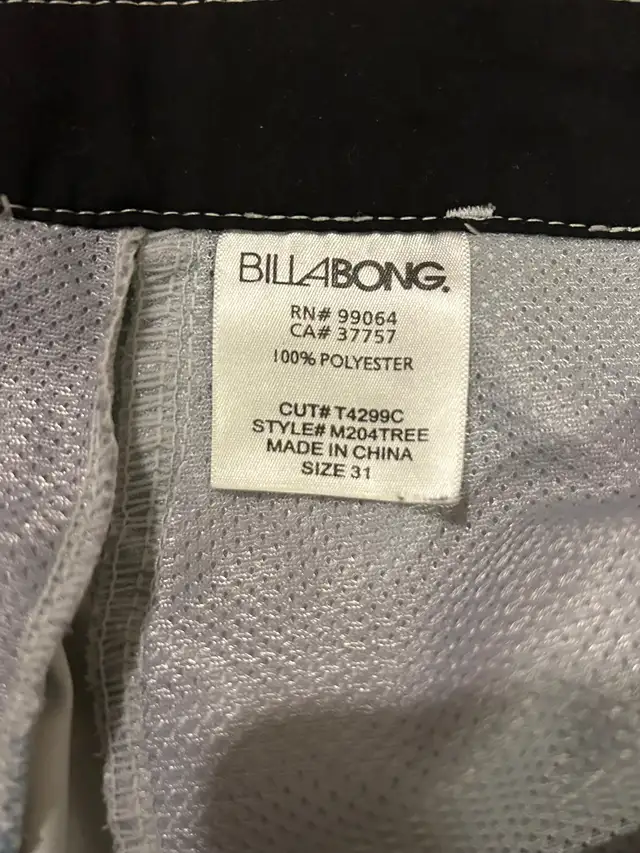 BILLABONG.
RN# 99064
CA# 37757
100% POLYESTER
CUT# T4299C
STYLE# M204TREE
MADE IN CHINA
SIZE 31